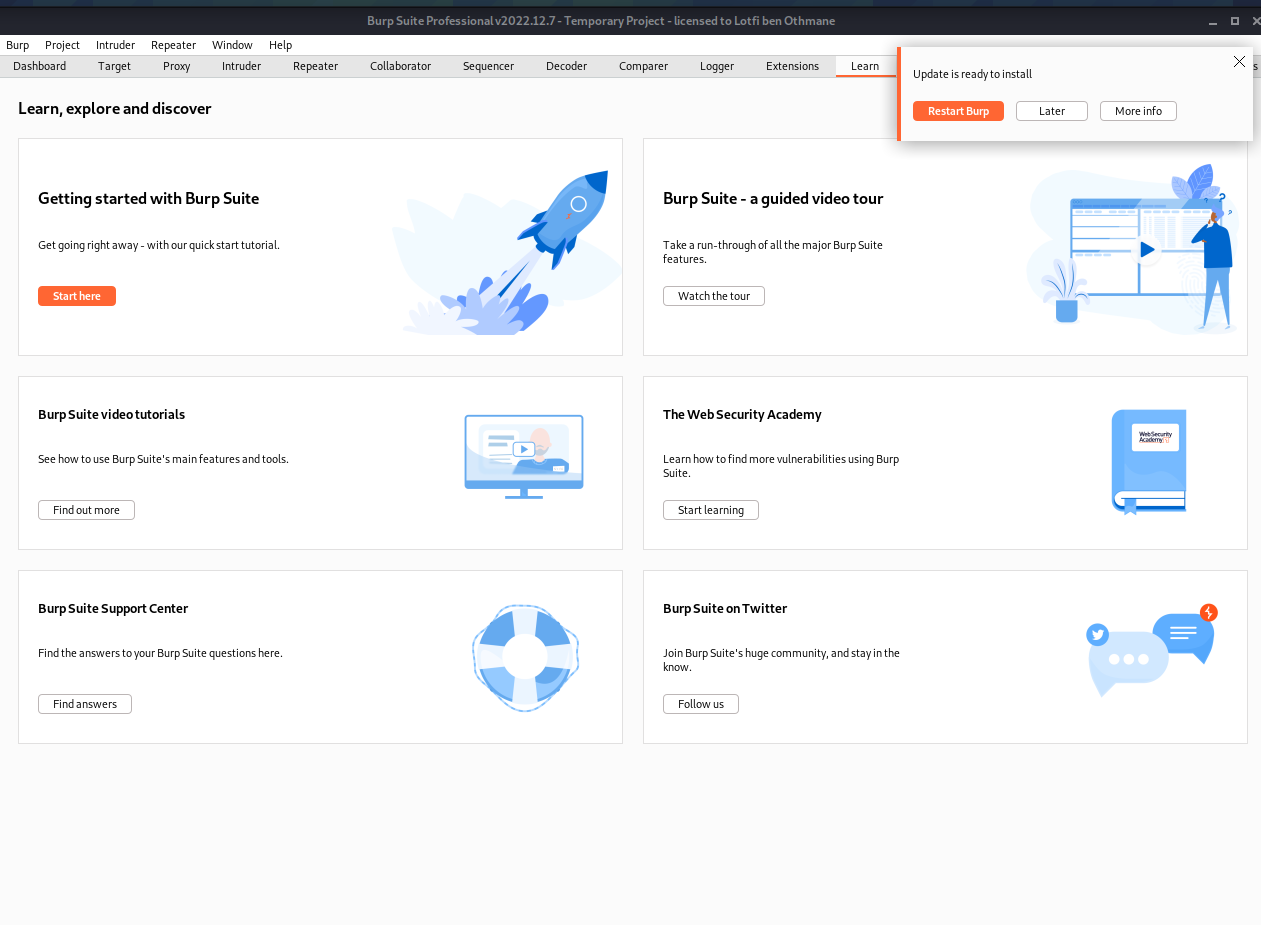 Burp Suite Professional v2022.12.7 - Temporary Project - licensed to Lotfi ben Othmane
Burp Project Intruder Repeater Window Help
Dashboard Target Proxy Intruder Repeater Collaborator Sequencer Decoder Comparer Logger Extensions Learn
Update is ready to install
Restart Burp Later More info
Learn, explore and discover
Getting started with Burp Suite
Get going right away - with our quick start tutorial.
Start here
Burp Suite - a guided video tour
Take a run-through of all the major Burp Suite
features.
Watch the tour
Burp Suite video tutorials
See how to use Burp Suite's main features and tools.
Find out more
The Web Security Academy
Learn how to find more vulnerabilities using Burp
Suite.
Start learning
WebSecurity
Academy
Burp Suite Support Center
Find the answers to your Burp Suite questions here.
Find answers
Burp Suite on Twitter
Join Burp Suite's huge community, and stay in the
know.
Follow us